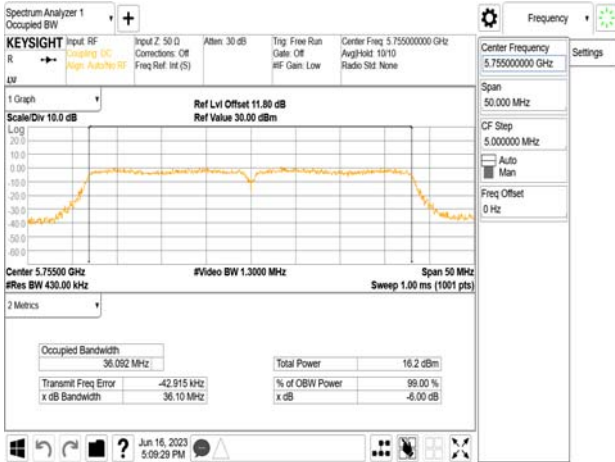 Spectrum Analyzer 1
Occupied BW
+
Frequency
KEYSIGHT
R
LU
Input: RF
Coupling: DC
Align: Auto/No RF
Input Z: 50 Ω
Corrections: Off
Freq Ref: Int (S)
Atten: 30 dB
Trig: Free Run
Gate: Off
#IF Gain: Low
Center Freq: 5.755000000 GHz
Avg|Hold: 10/10
Radio Std: None
Center Frequency
5.755000000 GHz
Settings
Span
50.000 MHz
CF Step
5.000000 MHz
Auto
Man
Freq Offset
0 Hz
1 Graph
Scale/Div 10.0 dB
Ref Lvl Offset 11.80 dB
Ref Value 30.00 dBm
Log
20.0
10.0
0.00
-10.0
-20.0
-30.0
-40.0
-50.0
-60.0
Center 5.75500 GHz
#Video BW 1.3000 MHz
Span 50 MHz
#Res BW 430.00 kHz
Sweep 1.00 ms (1001 pts)
2 Metrics
Occupied Bandwidth
36.092 MHz
Total Power 16.2 dBm
Transmit Freq Error -42.915 kHz
% of OBW Power 99.00 %
x dB Bandwidth 36.10 MHz
x dB -6.00 dB
?
Jun 16, 2023
5:09:29 PM